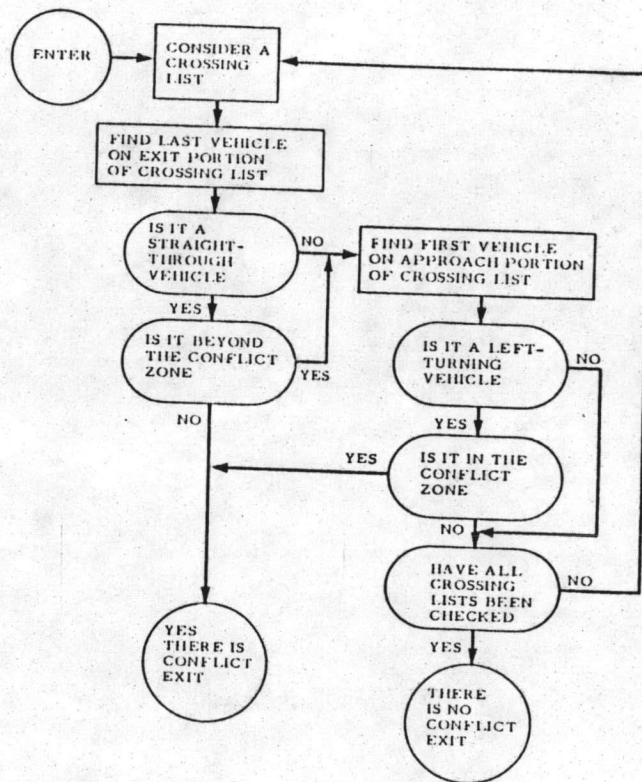 ENTER
CONSIDER A
CROSSING
LIST
FIND LAST VEHICLE
ON EXIT PORTION
OF CROSSING LIST
IS IT A
STRAIGHT-
THROUGH
VEHICLE
NO
YES
FIND FIRST VEHICLE
ON APPROACH PORTION
OF CROSSING LIST
IS IT BEYOND
THE CONFLICT
ZONE
YES
NO
IS IT A LEFT-
TURNING
VEHICLE
NO
YES
IS IT IN THE
CONFLICT
ZONE
YES
NO
HAVE ALL
CROSSING
LISTS BEEN
CHECKED
NO
YES
YES
THERE IS
CONFLICT
EXIT
THERE
IS NO
CONFLICT
EXIT